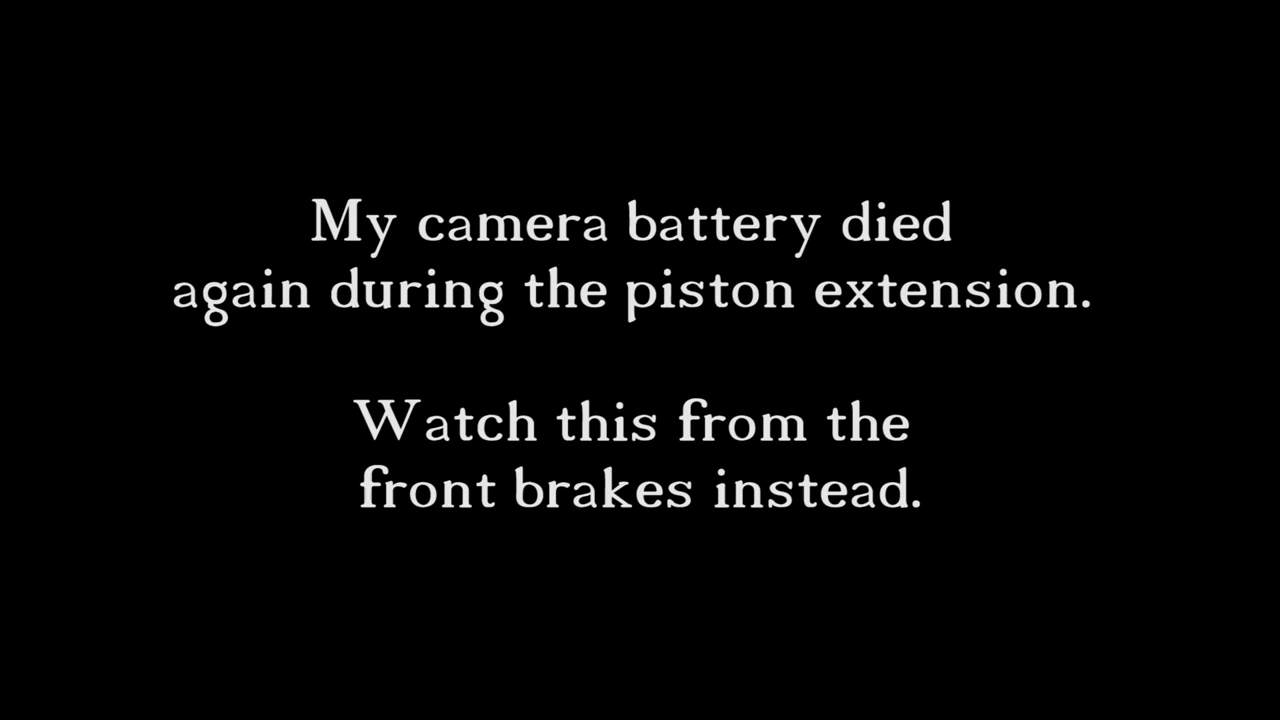 My camera battery died
again during the piston extension.
Watch this from the
front brakes instead.